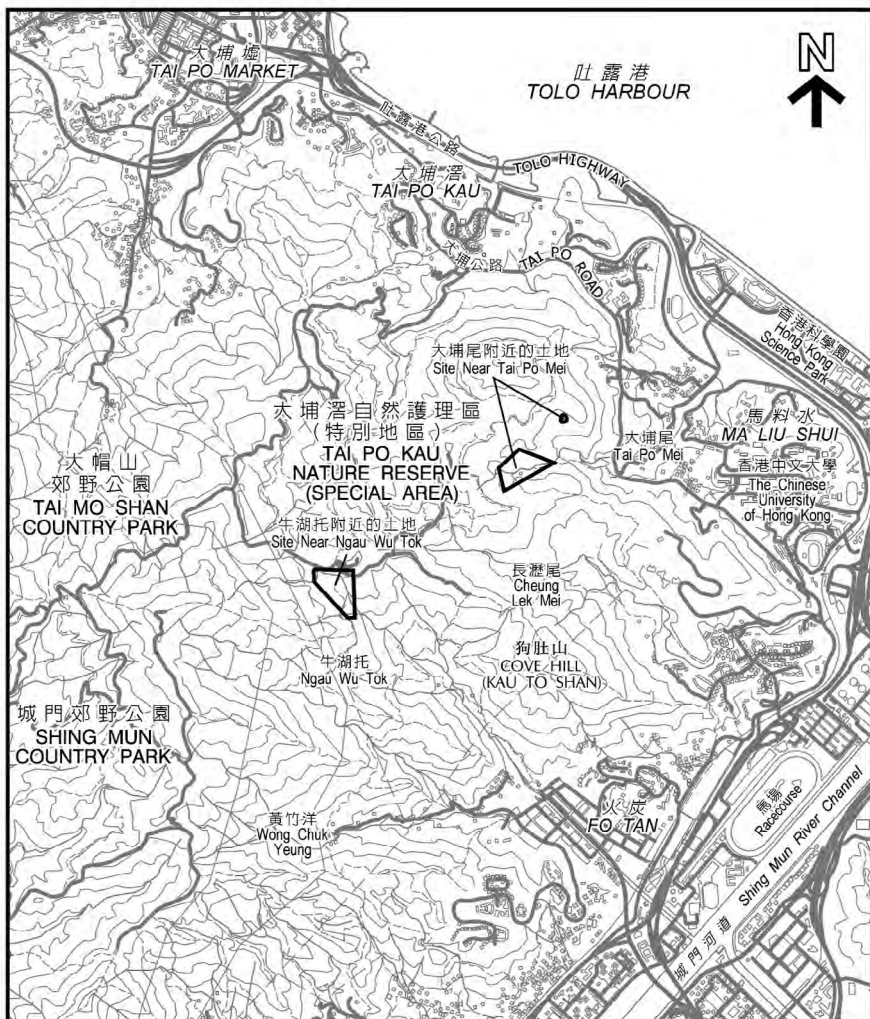 大埔墟
TAI PO MARKET
吐露港
TOLO HARBOUR
N
吐露港公路
TOLO HIGHWAY
大埔滘
TAI PO KAU
大埔公路
TAI PO ROAD
香港科學園
Hong Kong
Science Park
大埔尾附近的土地
Site Near Tai Po Mei
大埔滘自然護理區
(特別地區)
TAI PO KAU
NATURE RESERVE
(SPECIAL AREA)
大埔尾
Tai Po Mei
馬料水
MA LIU SHUI
香港中文大學
The Chinese
University
of Hong Kong
大帽山
郊野公園
TAI MO SHAN
COUNTRY PARK
牛湖托附近的土地
Site Near Ngau Wu Tok
長瀝尾
Cheung
Lek Mei
狗肚山
COVE HILL
(KAU TO SHAN)
牛湖托
Ngau Wu Tok
城門郊野公園
SHING MUN
COUNTRY PARK
黃竹洋
Wong Chuk
Yeung
火炭
FO TAN
馬場
Racecourse
城門河道 Shing Mun River Channel